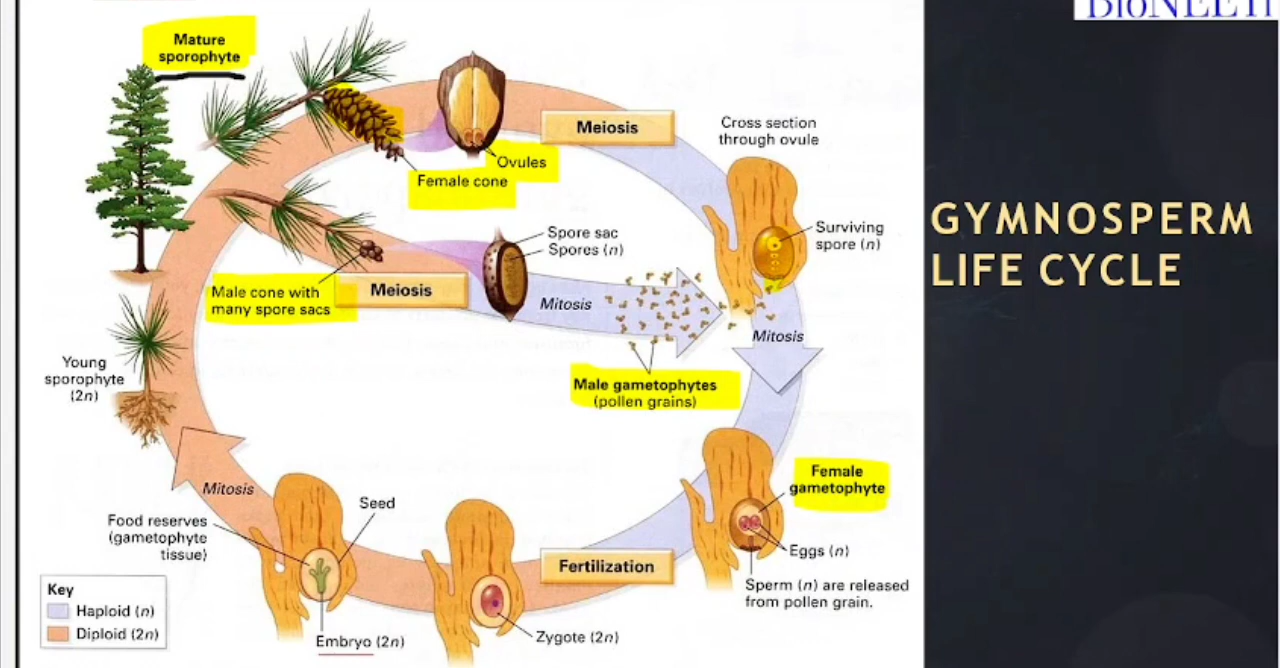 BioNEETi
Mature
sporophyte
Meiosis
Cross section
through ovule
Ovules
Female cone
Surviving
spore (n)
Spore sac
Spores (n)
Male cone with
many spore sacs
Meiosis
Mitosis
Mitosis
Young
sporophyte
(2n)
Male gametophytes
(pollen grains)
Female
gametophyte
Mitosis
Seed
Food reserves
(gametophyte
tissue)
Eggs (n)
Fertilization
Sperm (n) are released
from pollen grain.
Key
Haploid (n)
Diploid (2n)
Embryo (2n)
Zygote (2n)
GYMNOSPERM
LIFE CYCLE